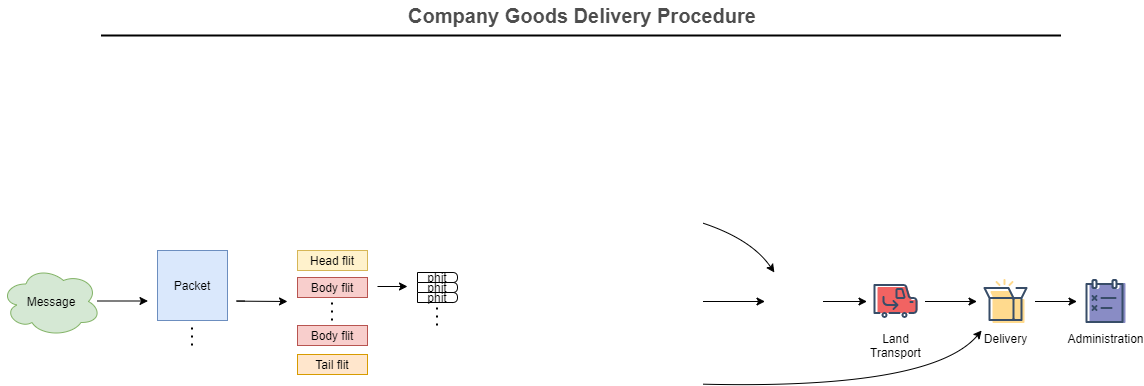 Company Goods Delivery Procedure
Message
Packet
Head flit
Body flit
Body flit
Tail flit
phit
phit
phit
Land
Transport
Delivery
Administration